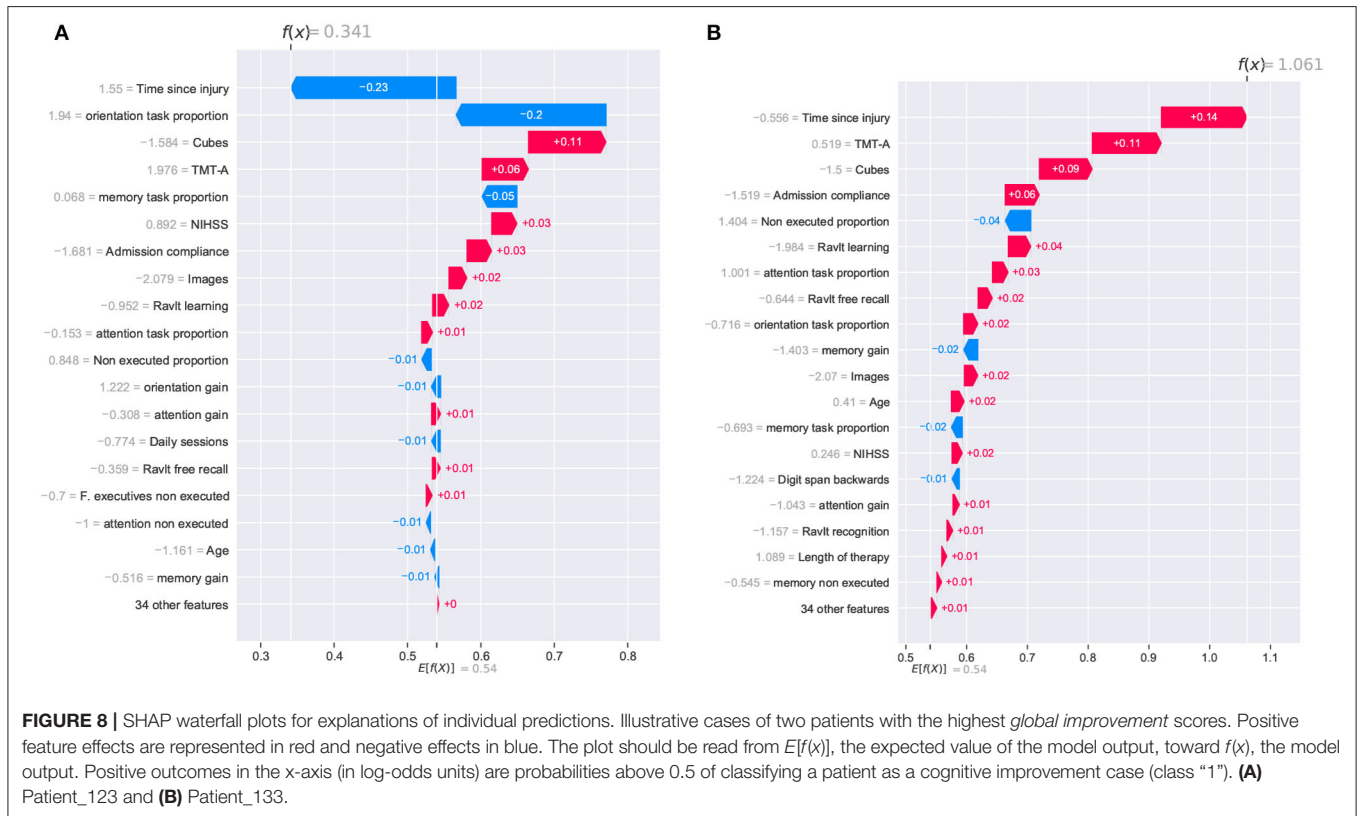 A
f(x)= 0.341
1.55 = Time since injury
−0.23
1.94 = orientation task proportion
−0.2
−1.584 = Cubes
+0.11
1.976 = TMT-A
+0.06
0.068 = memory task proportion
−0.05
0.892 = NIHSS
+0.03
−1.681 = Admission compliance
+0.03
−2.079 = Images
+0.02
−0.952 = Ravlt learning
+0.02
−0.153 = attention task proportion
+0.01
0.848 = Non executed proportion
−0.01
1.222 = orientation gain
−0.01
−0.308 = attention gain
+0.01
−0.774 = Daily sessions
−0.01
−0.359 = Ravlt free recall
+0.01
−0.7 = F. executives non executed
+0.01
−1 = attention non executed
−0.01
−1.161 = Age
−0.01
−0.516 = memory gain
−0.01
34 other features
+0
0.3 0.4 0.5 0.6 0.7 0.8
E[f(X)] = 0.54
B
f(x)= 1.061
−0.556 = Time since injury
+0.14
0.519 = TMT-A
+0.11
−1.5 = Cubes
+0.09
−1.519 = Admission compliance
+0.06
1.404 = Non executed proportion
−0.04
−1.984 = Ravlt learning
+0.04
1.001 = attention task proportion
+0.03
−0.644 = Ravlt free recall
+0.02
−0.716 = orientation task proportion
+0.02
−1.403 = memory gain
−0.02
−2.07 = Images
+0.02
0.41 = Age
+0.02
−0.693 = memory task proportion
−0.02
0.246 = NIHSS
+0.02
−1.224 = Digit span backwards
−0.01
−1.043 = attention gain
+0.01
−1.157 = Ravlt recognition
+0.01
1.089 = Length of therapy
+0.01
−0.545 = memory non executed
+0.01
34 other features
+0.01
0.5 0.6 0.7 0.8 0.9 1.0 1.1
E[f(X)] = 0.54
FIGURE 8 | SHAP waterfall plots for explanations of individual predictions. Illustrative cases of two patients with the highest global improvement scores. Positive
feature effects are represented in red and negative effects in blue. The plot should be read from E[f(x)], the expected value of the model output, toward f(x), the model
output. Positive outcomes in the x-axis (in log-odds units) are probabilities above 0.5 of classifying a patient as a cognitive improvement case (class “1”). (A)
Patient_123 and (B) Patient_133.